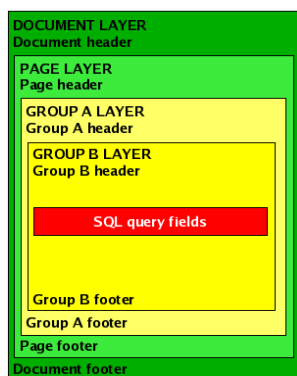 DOCUMENT LAYER
Document header
PAGE LAYER
Page header
GROUP A LAYER
Group A header
GROUP B LAYER
Group B header
SQL query fields
Group B footer
Group A footer
Page footer
Document footer